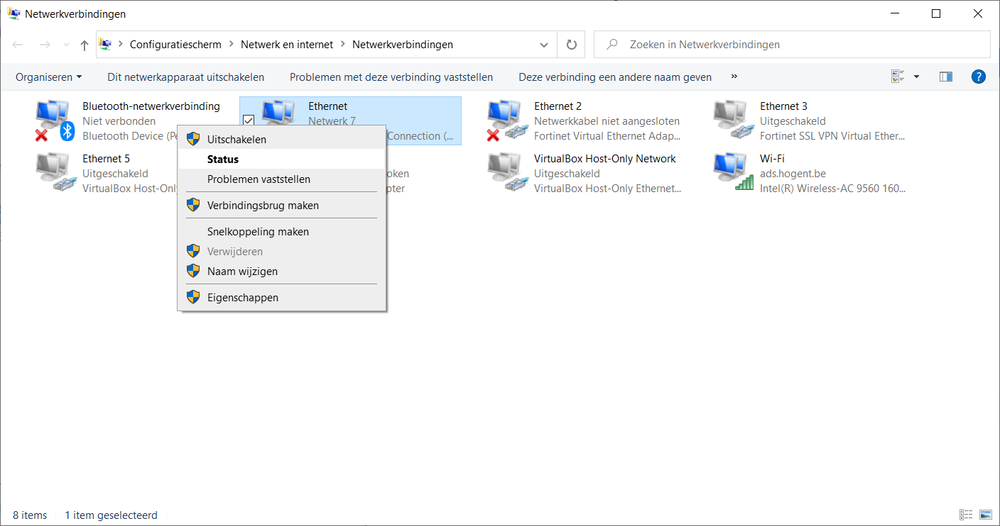 Netwerkverbindingen
Configuratiescherm
Netwerk en internet
Netwerkverbindingen
Zoeken in Netwerkverbindingen
Organiseren
Dit netwerkapparaat uitschakelen
Problemen met deze verbinding vaststellen
Deze verbinding een andere naam geven
»
Bluetooth-netwerkverbinding
Niet verbonden
Bluetooth Device (Pe
Ethernet
Netwerk 7
Connection (...
Ethernet 2
Netwerkkabel niet aangesloten
Fortinet Virtual Ethernet Adap...
Ethernet 3
Uitgeschakeld
Fortinet SSL VPN Virtual Ether...
Ethernet 5
Uitgeschakeld
VirtualBox Host-Only
VirtualBox Host-Only Network
Uitgeschakeld
VirtualBox Host-Only Ethernet...
Wi-Fi
ads.hogent.be
Intel(R) Wireless-AC 9560 160...
Uitschakelen
Status
Problemen vaststellen
Verbindingsbrug maken
Snelkoppeling maken
Verwijderen
Naam wijzigen
Eigenschappen
8 items
1 item geselecteerd